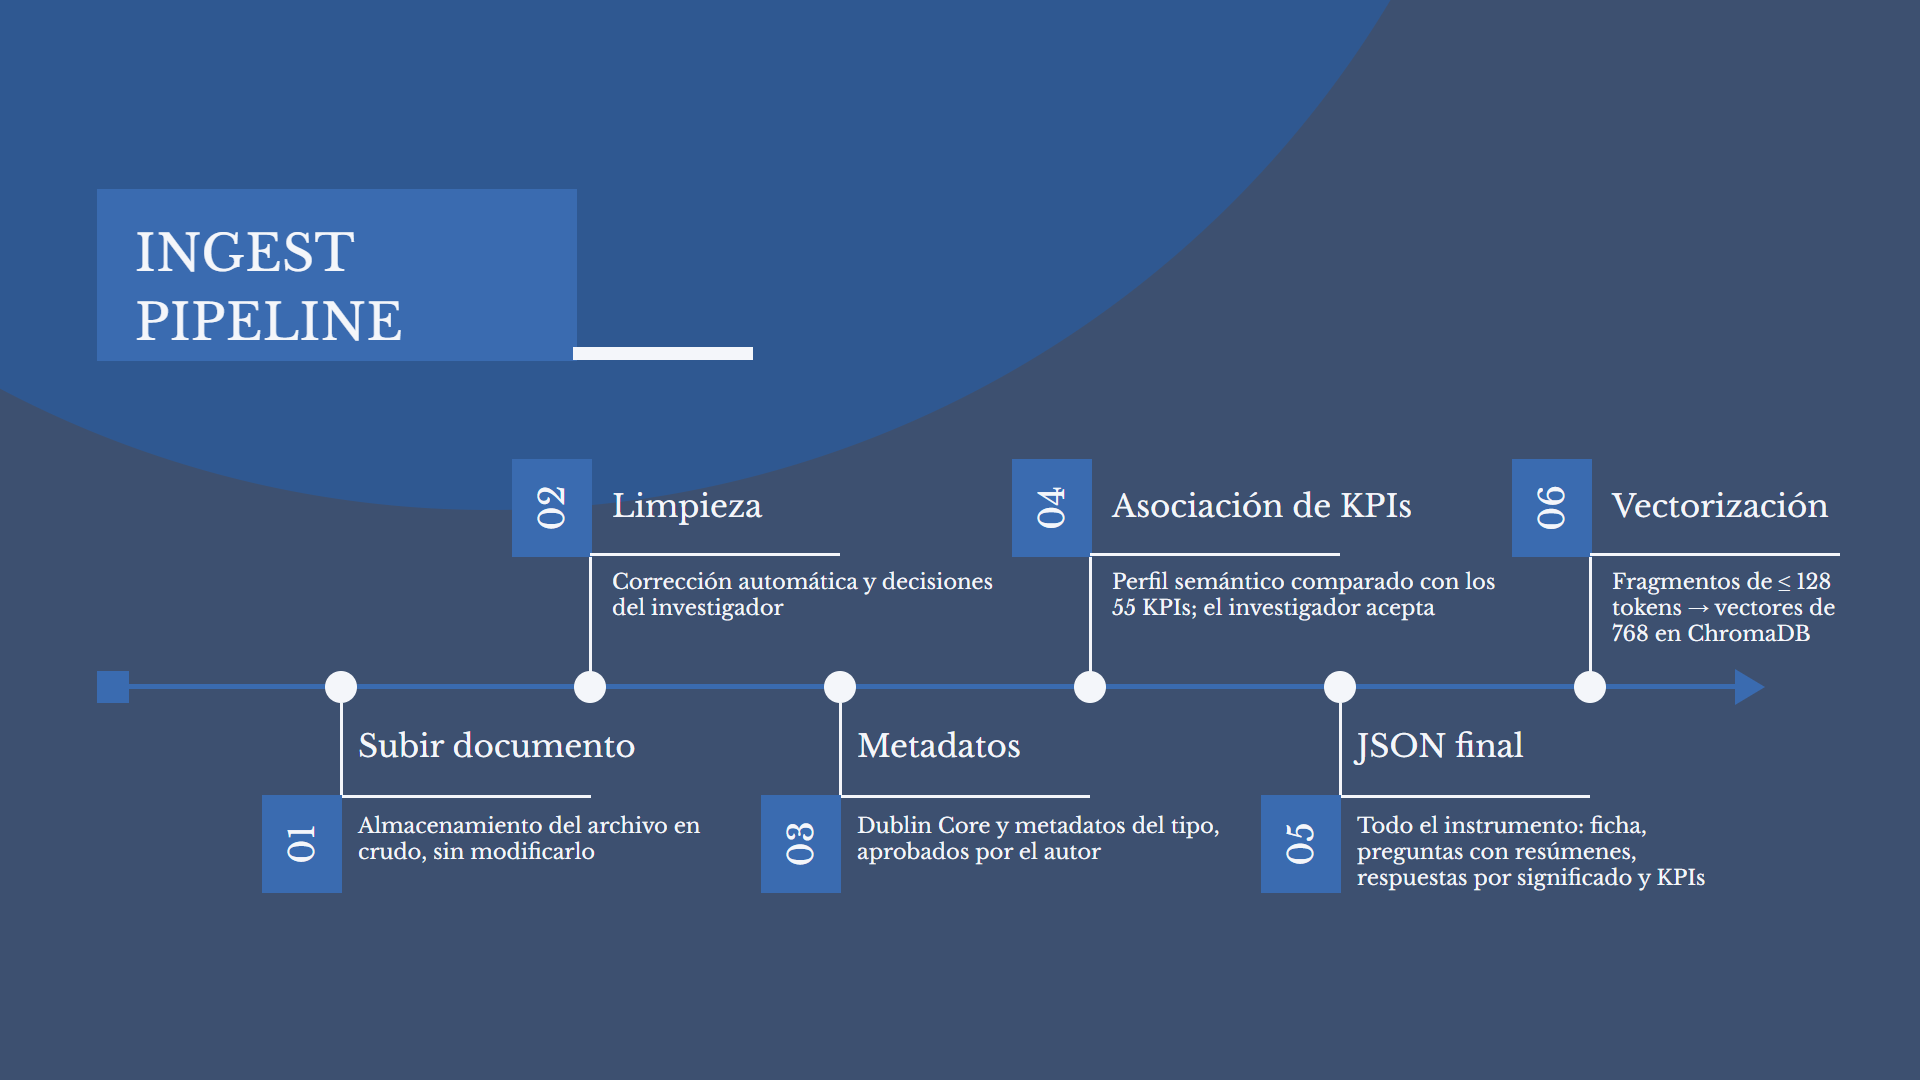 INGEST
PIPELINE
01
Subir documento
Almacenamiento del archivo en
crudo, sin modificarlo
02
Limpieza
Corrección automática y decisiones
del investigador
03
Metadatos
Dublin Core y metadatos del tipo,
aprobados por el autor
04
Asociación de KPIs
Perfil semántico comparado con los
55 KPIs; el investigador acepta
05
JSON final
Todo el instrumento: ficha,
preguntas con resúmenes,
respuestas por significado y KPIs
06
Vectorización
Fragmentos de ≤ 128
tokens → vectores de
768 en ChromaDB